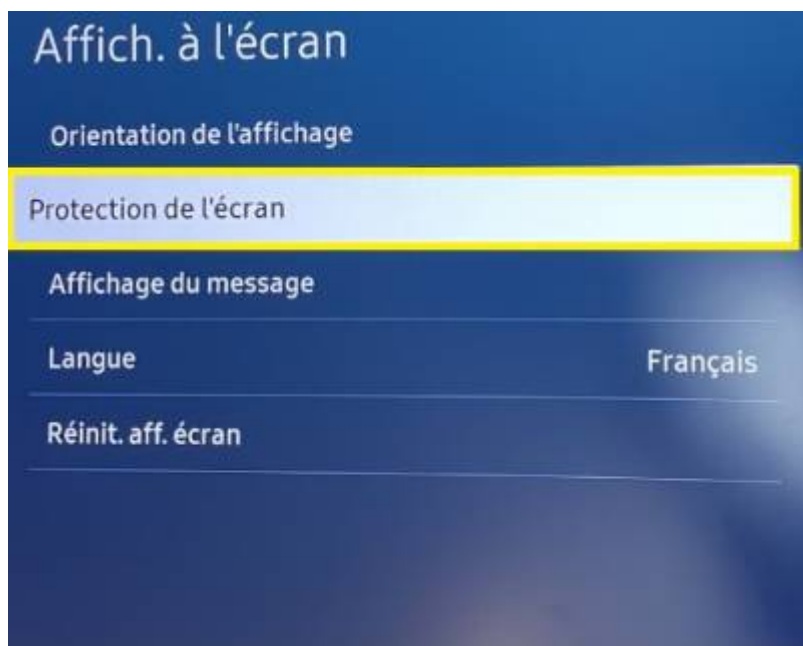 Affich. à l'écran
Orientation de l'affichage
Protection de l'écran
Affichage du message
Langue Français
Réinit. aff. écran